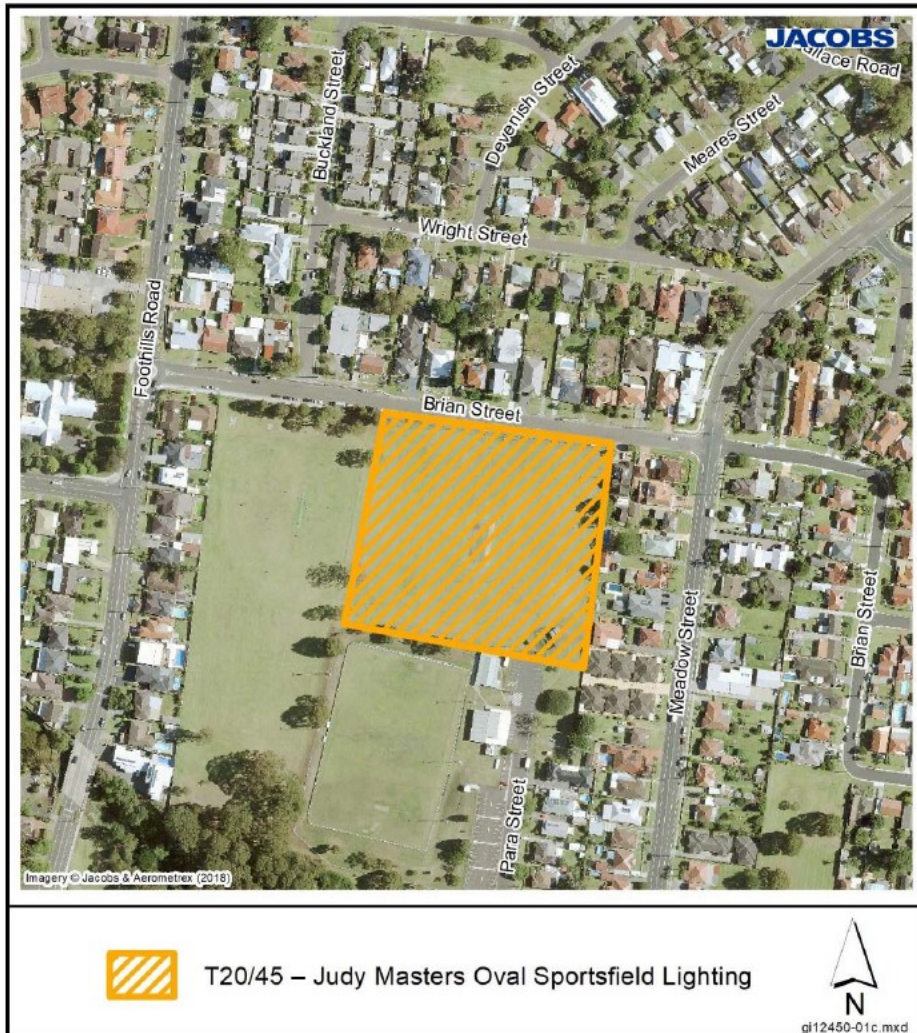 JACOBS
allace Road
Bickland Street
Devenish Street
Meares Street
Wright Street
Foothills Road
Brian Street
Meadow Street
Brian Street
Para Street
Imagery © Jacobs & Aerometrex (2018)
T20/45 – Judy Masters Oval Sportsfield Lighting
N
gi12450-01c.mxd